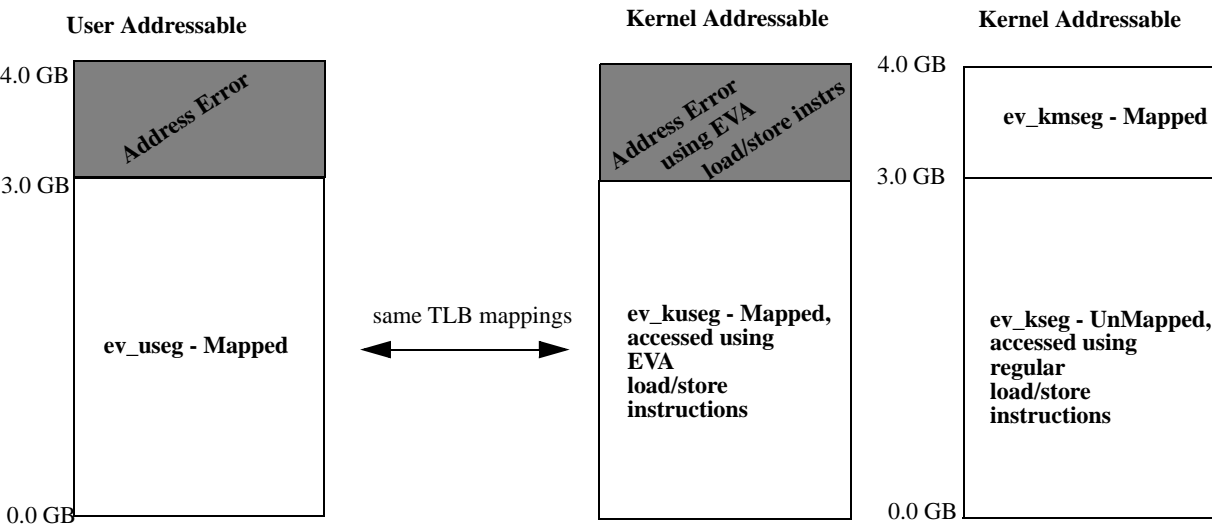 User Addressable
4.0 GB
Address Error
3.0 GB
ev_useg - Mapped
0.0 GB
same TLB mappings
Kernel Addressable
Address Error
using EVA
load/store instrs
ev_kuseg - Mapped,
accessed using
EVA
load/store
instructions
Kernel Addressable
4.0 GB
ev_kmseg - Mapped
3.0 GB
ev_kseg - UnMapped,
accessed using
regular
load/store
instructions
0.0 GB